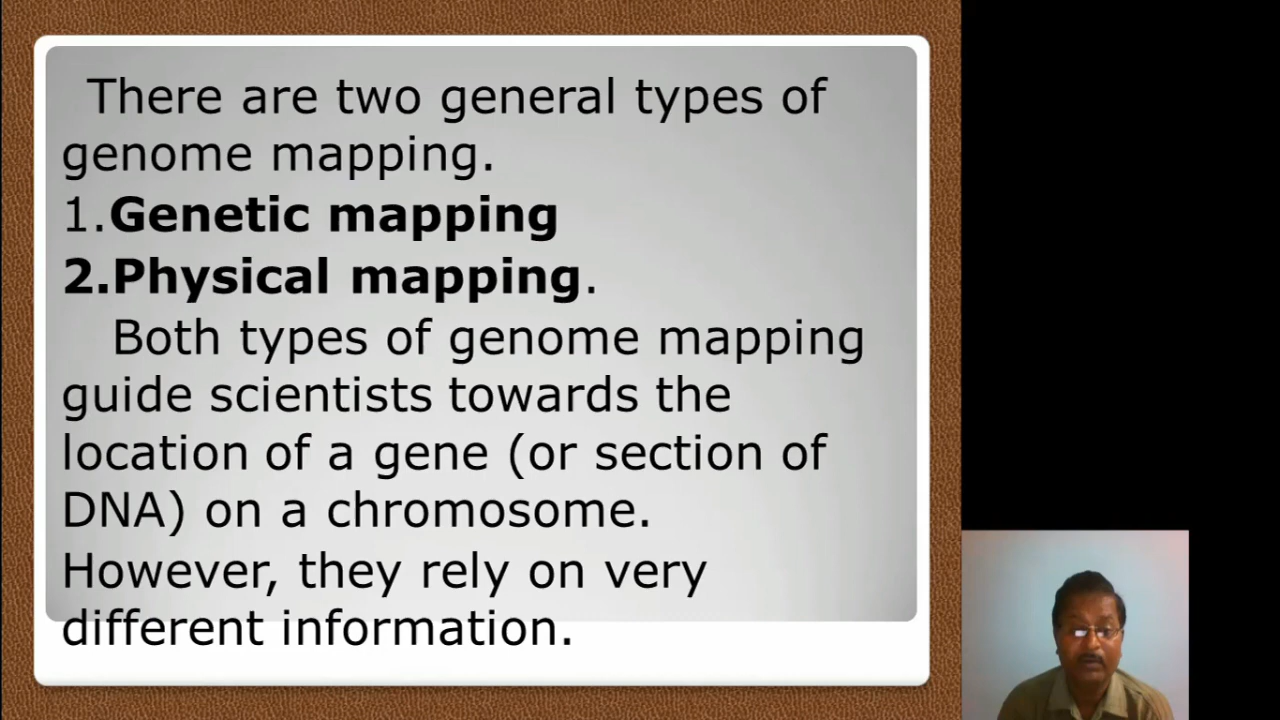 There are two general types of
genome mapping.
1.Genetic mapping
2.Physical mapping.
Both types of genome mapping
guide scientists towards the
location of a gene (or section of
DNA) on a chromosome.
However, they rely on very
different information.